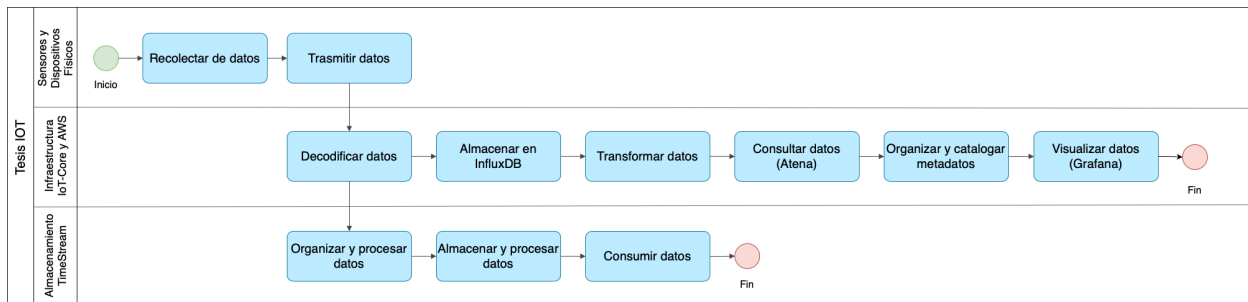 Tesis IOT
Sensores y
Dispositivos
Físicos
Inicio
Recolectar de datos
Trasmitir datos
Infraestructura
IoT-Core y AWS
Decodificar datos
Almacenar en
InfluxDB
Transformar datos
Consultar datos
(Atena)
Organizar y catalogar
metadatos
Visualizar datos
(Grafana)
Fin
Almacenamiento
TimeStream
Organizar y procesar
datos
Almacenar y procesar
datos
Consumir datos
Fin